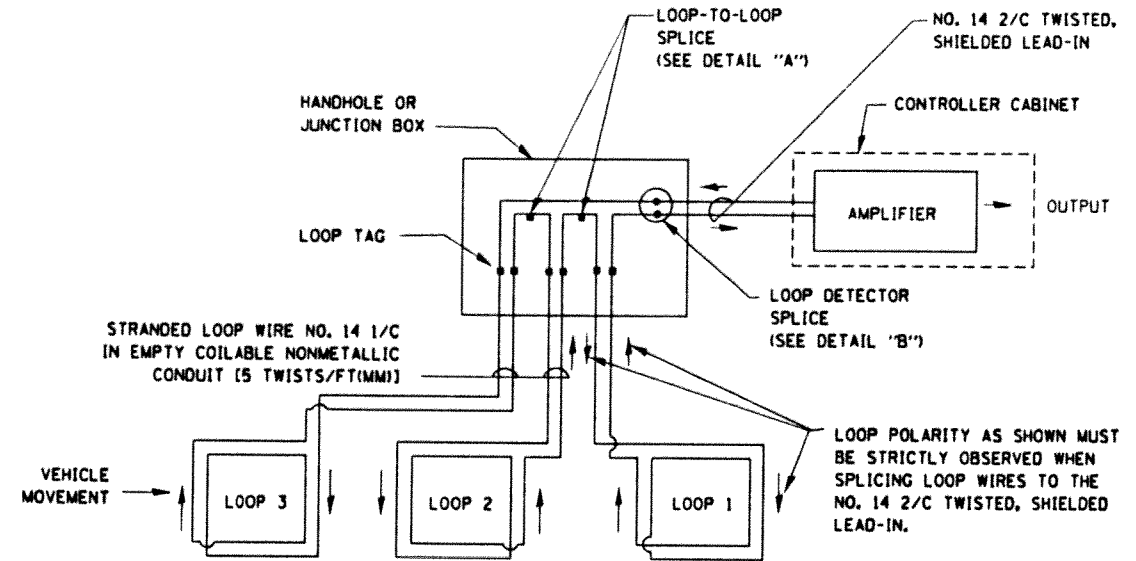 LOOP-TO-LOOP
SPLICE
(SEE DETAIL "A")
NO. 14 2/C TWISTED,
SHIELDED LEAD-IN
HANDHOLE OR
JUNCTION BOX
CONTROLLER CABINET
AMPLIFIER
OUTPUT
LOOP TAG
LOOP DETECTOR
SPLICE
(SEE DETAIL "B")
STRANDED LOOP WIRE NO. 14 1/C
IN EMPTY COILABLE NONMETALLIC
CONDUIT [5 TWISTS/FT(MM)]
VEHICLE
MOVEMENT
LOOP 3
LOOP 2
LOOP 1
LOOP POLARITY AS SHOWN MUST
BE STRICTLY OBSERVED WHEN
SPLICING LOOP WIRES TO THE
NO. 14 2/C TWISTED, SHIELDED
LEAD-IN.